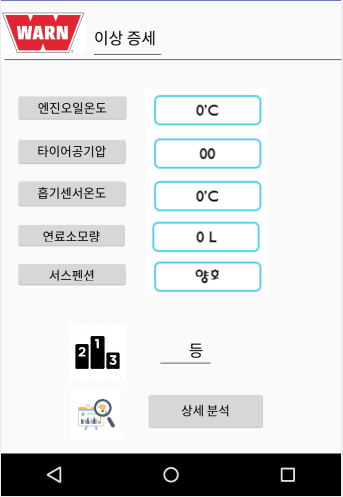 WARN
이상 증세
엔진오일온도
0°C
타이어공기압
00
흡기센서온도
0°C
연료소모량
0 L
서스펜션
양호
2 1 3
등
상세 분석